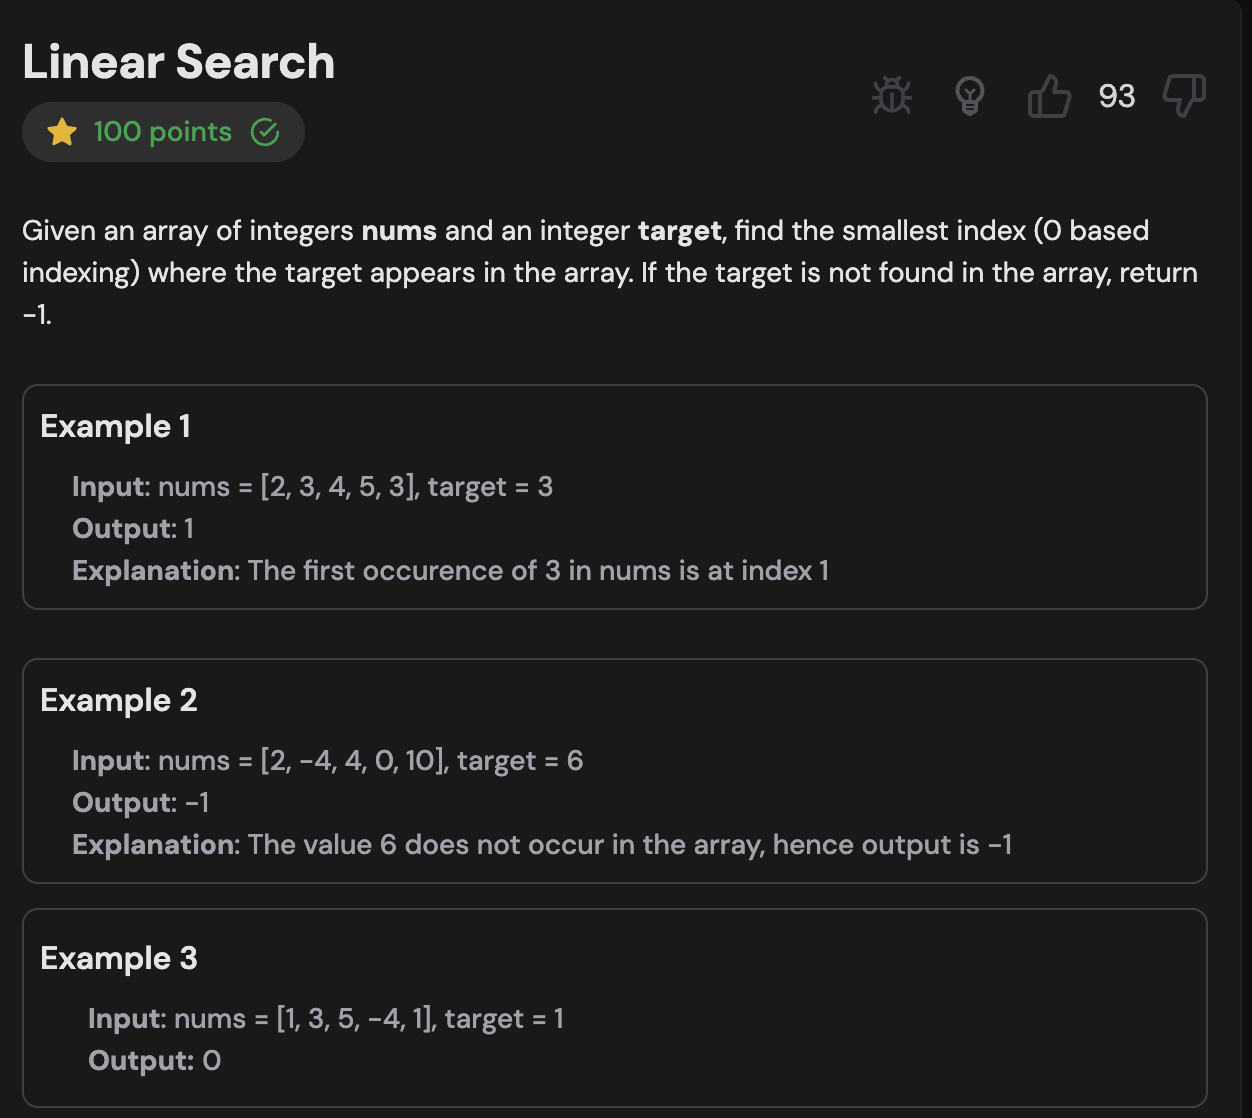 Linear Search
100 points
93
Given an array of integers nums and an integer target, find the smallest index (0 based
indexing) where the target appears in the array. If the target is not found in the array, return
-1.
Example 1
Input: nums = [2, 3, 4, 5, 3], target = 3
Output: 1
Explanation: The first occurence of 3 in nums is at index 1
Example 2
Input: nums = [2, -4, 4, 0, 10], target = 6
Output: -1
Explanation: The value 6 does not occur in the array, hence output is -1
Example 3
Input: nums = [1, 3, 5, -4, 1], target = 1
Output: 0